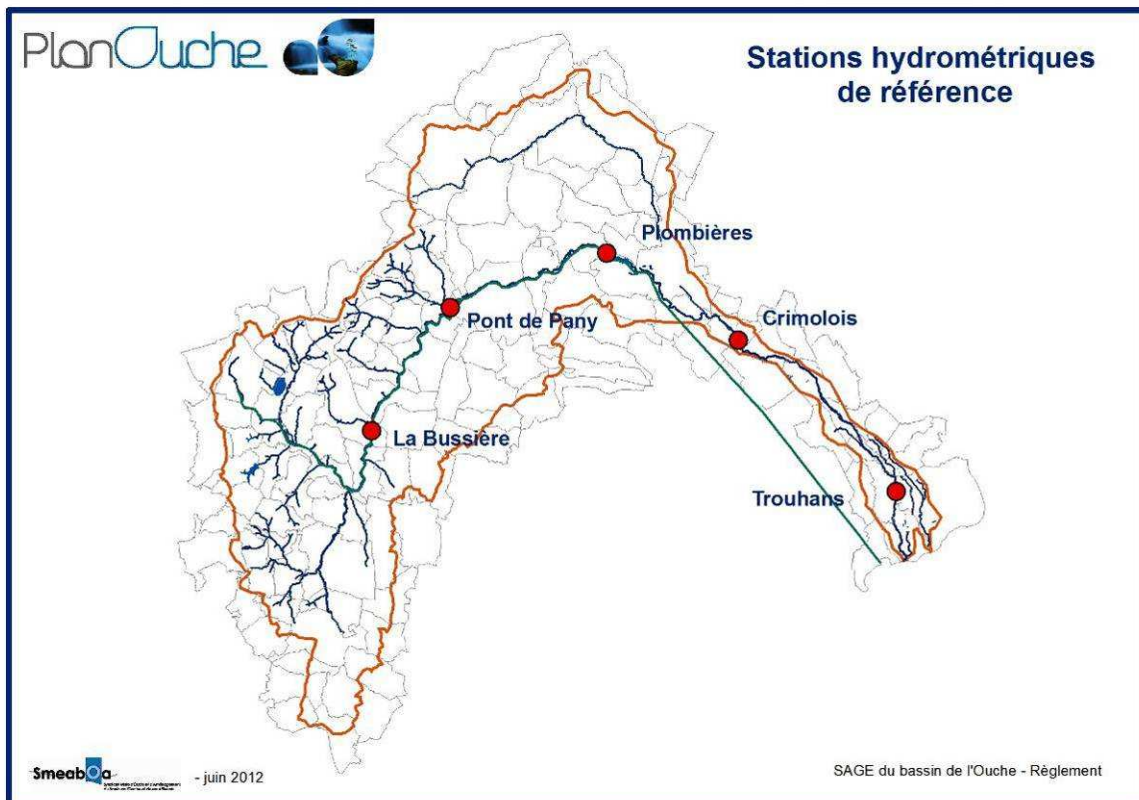 PlanOuche
Stations hydrométriques
de référence
Plombières
Pont de Pany
Crimolois
La Bussière
Trouhans
Smeaboa
- juin 2012
SAGE du bassin de l'Ouche - Règlement